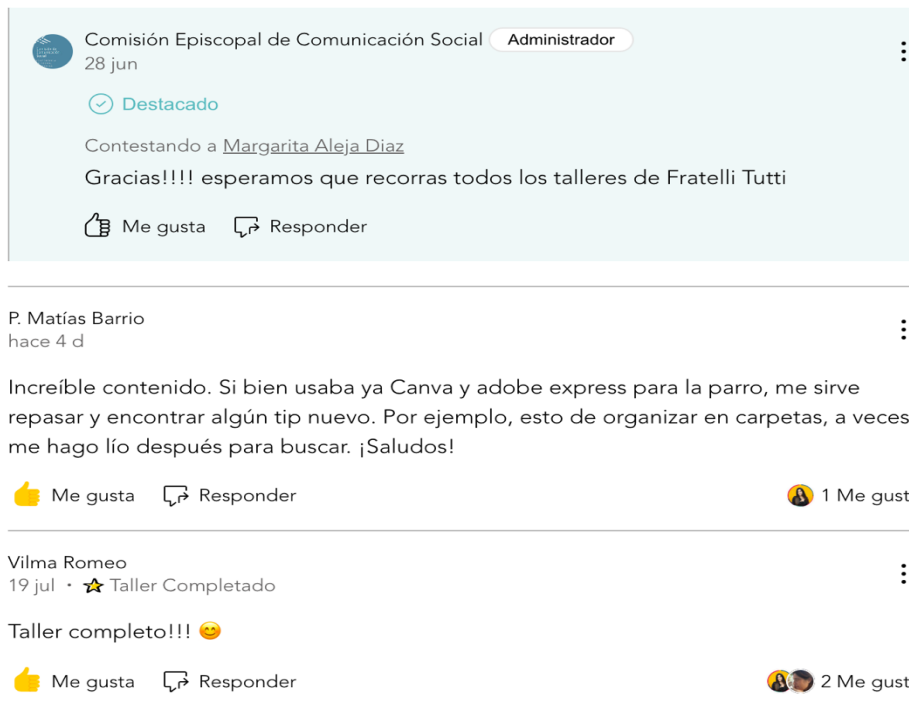 Comisión Episcopal de Comunicación Social Administrador
28 jun
Destacado
Contestando a Margarita Aleja Diaz
Gracias!!!! esperamos que recorras todos los talleres de Fratelli Tutti
Me gusta Responder
P. Matías Barrio
hace 4 d
Increíble contenido. Si bien usaba ya Canva y adobe express para la parro, me sirve
repasar y encontrar algún tip nuevo. Por ejemplo, esto de organizar en carpetas, a veces
me hago lío después para buscar. ¡Saludos!
Me gusta Responder 1 Me gust
Vilma Romeo
19 jul • Taller Completado
Taller completo!!! 😊
Me gusta Responder 2 Me gust